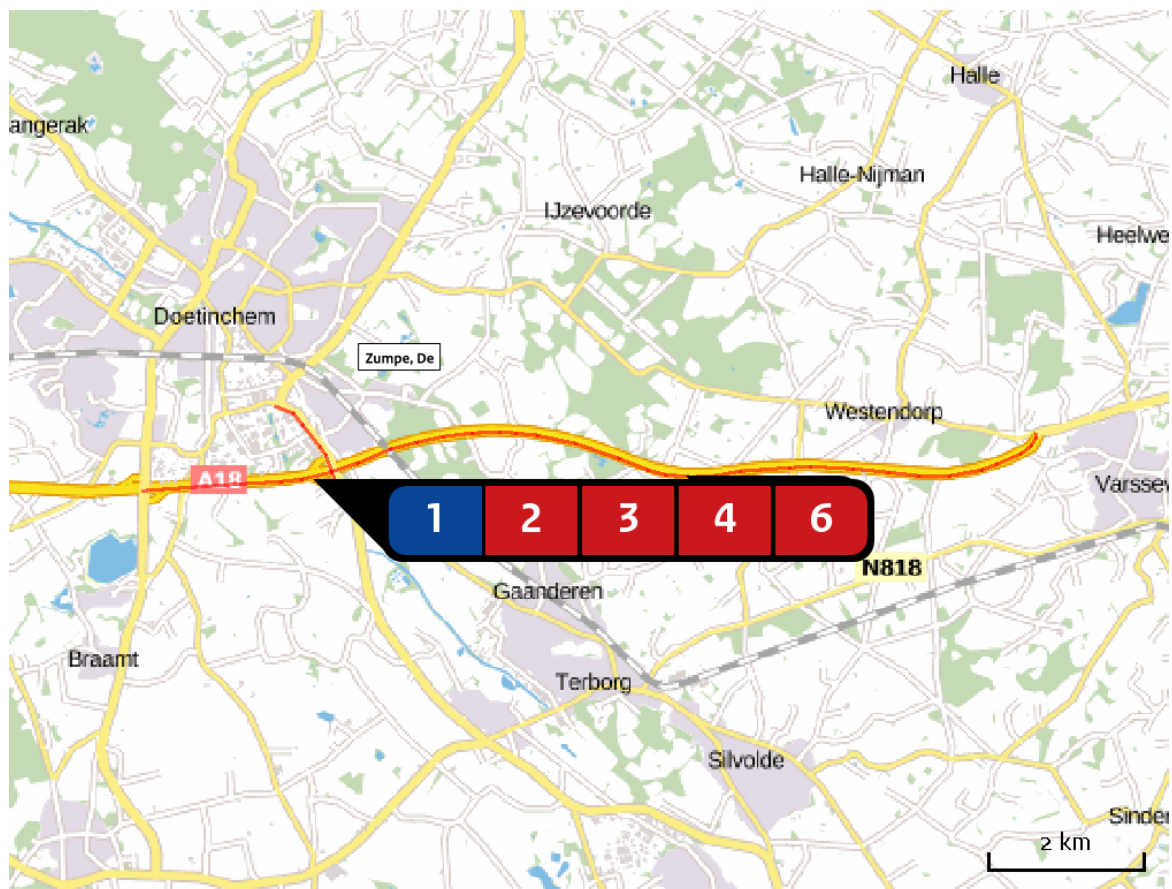 Halle
angerak
Halle-Nijman
IJzevoorde
Heelwe
Doetinchem
Zumpe, De
Westendorp
A18
Varssev
1 2 3 4 6
N818
Gaanderen
Braamt
Terborg
Silvolde
Sinder
2 km